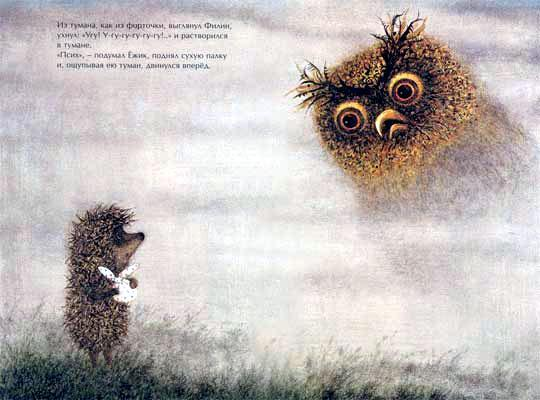 Из тумана, как из форточки, выглянул Филин,
ухнул: «Угу! У-гу-гу-гу-гу!..» и растворился
в тумане.
«Псих», – подумал Ёжик, поднял сухую палку
и, ощупывая ею туман, двинулся вперёд.